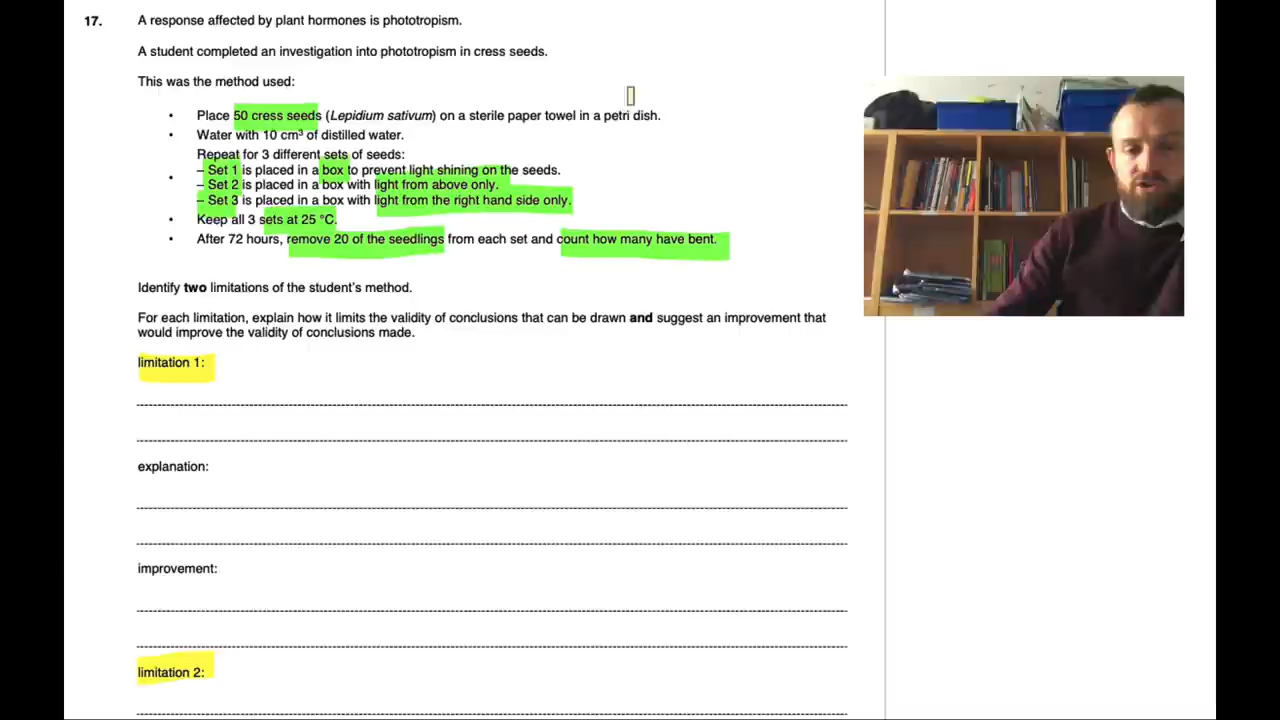 17. A response affected by plant hormones is phototropism.
A student completed an investigation into phototropism in cress seeds.
This was the method used:
• Place 50 cress seeds (Lepidium sativum) on a sterile paper towel in a petri dish.
• Water with 10 cm³ of distilled water.
Repeat for 3 different sets of seeds:
• – Set 1 is placed in a box to prevent light shining on the seeds.
– Set 2 is placed in a box with light from above only.
– Set 3 is placed in a box with light from the right hand side only.
• Keep all 3 sets at 25 °C.
• After 72 hours, remove 20 of the seedlings from each set and count how many have bent.
Identify two limitations of the student's method.
For each limitation, explain how it limits the validity of conclusions that can be drawn and suggest an improvement that
would improve the validity of conclusions made.
limitation 1:
explanation:
improvement:
limitation 2: